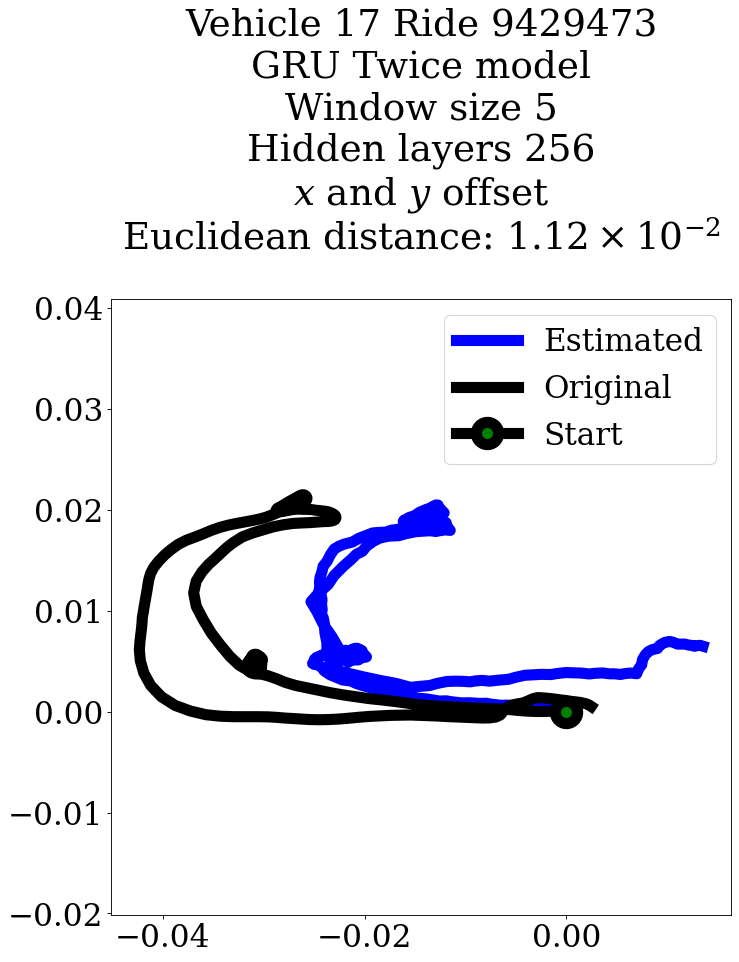 Vehicle 17 Ride 9429473
GRU Twice model
Window size 5
Hidden layers 256
x and y offset
Euclidean distance: 1.12 × 10⁻²
0.04
0.03
0.02
0.01
0.00
−0.01
−0.02
Estimated
Original
Start
−0.04
−0.02
0.00